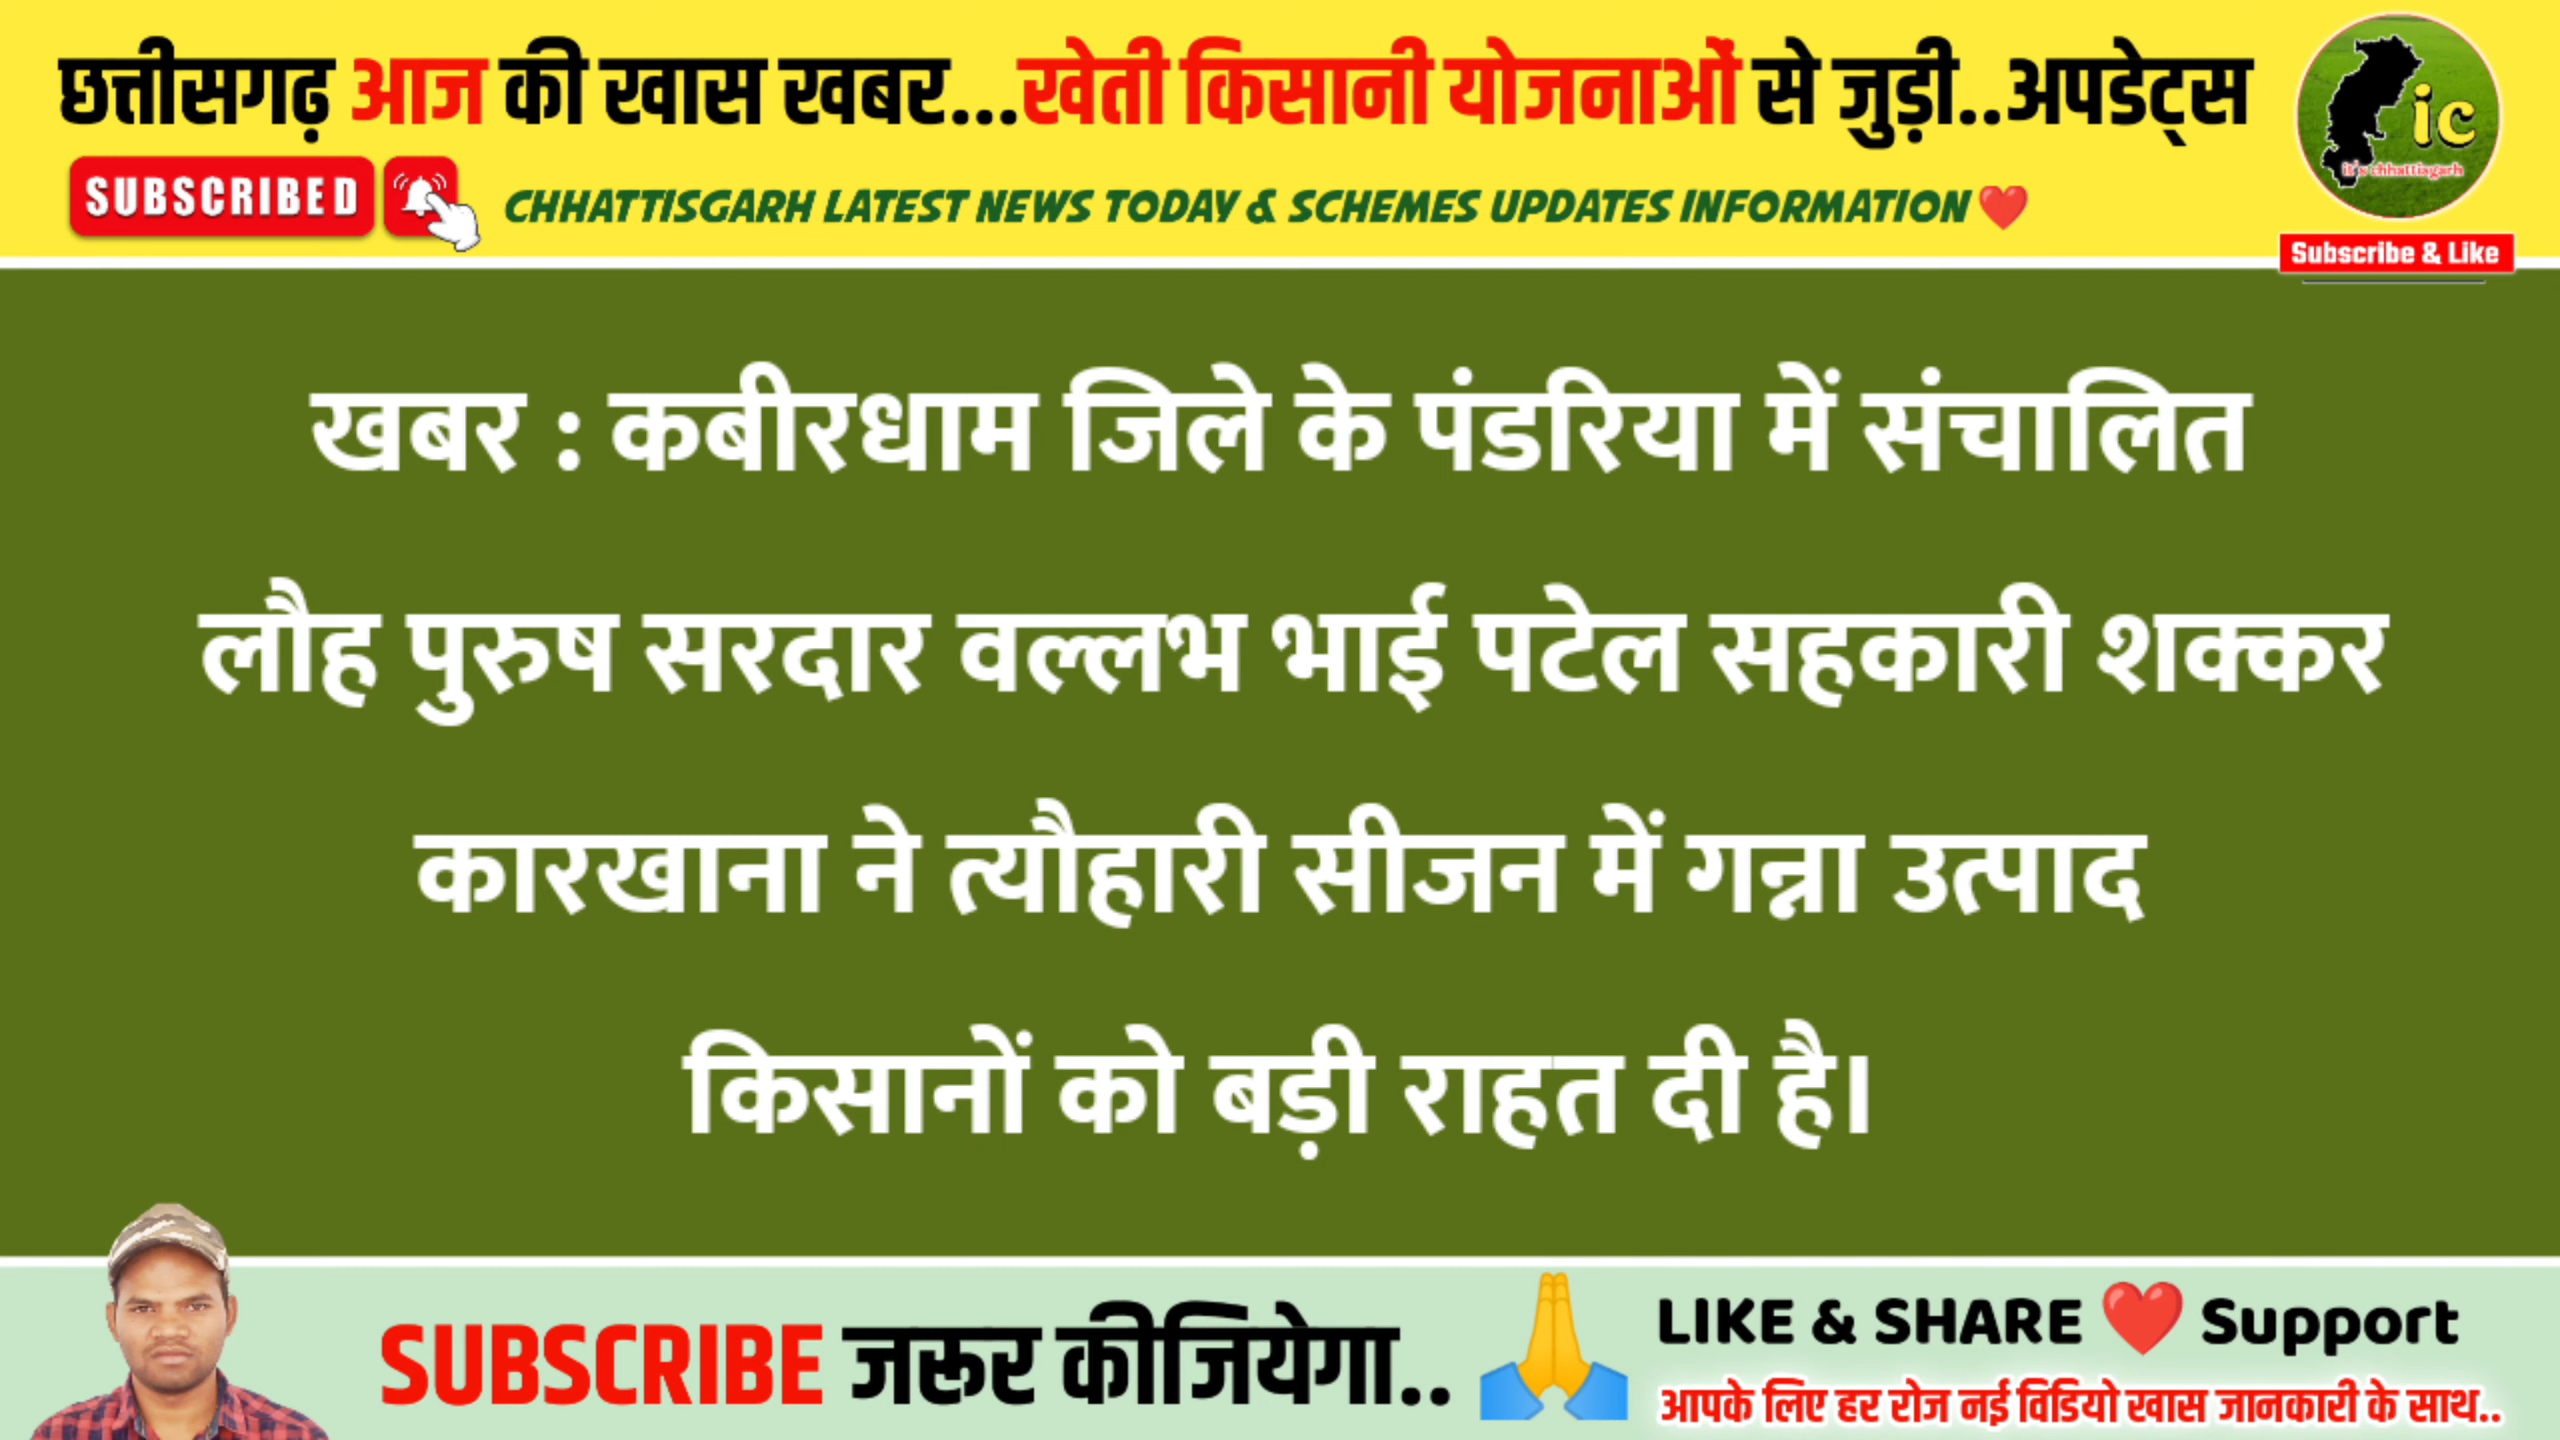 छत्तीसगढ़ आज की खास खबर...खेती किसानी योजनाओं से जुड़ी..अपडेट्स
ic
it's chhattisgarh
SUBSCRIBED
CHHATTISGARH LATEST NEWS TODAY & SCHEMES UPDATES INFORMATION ❤️
Subscribe & Like
खबर : कबीरधाम जिले के पंडरिया में संचालित
लौह पुरुष सरदार वल्लभ भाई पटेल सहकारी शक्कर
कारखाना ने त्यौहारी सीजन में गन्ना उत्पाद
किसानों को बड़ी राहत दी है।
SUBSCRIBE जरूर कीजियेगा.. 🙏
LIKE & SHARE ❤️ Support
आपके लिए हर रोज नई विडियो खास जानकारी के साथ..